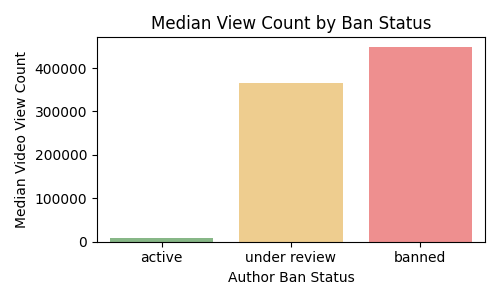 Median View Count by Ban Status
Median Video View Count
400000
300000
200000
100000
0
active under review banned
Author Ban Status